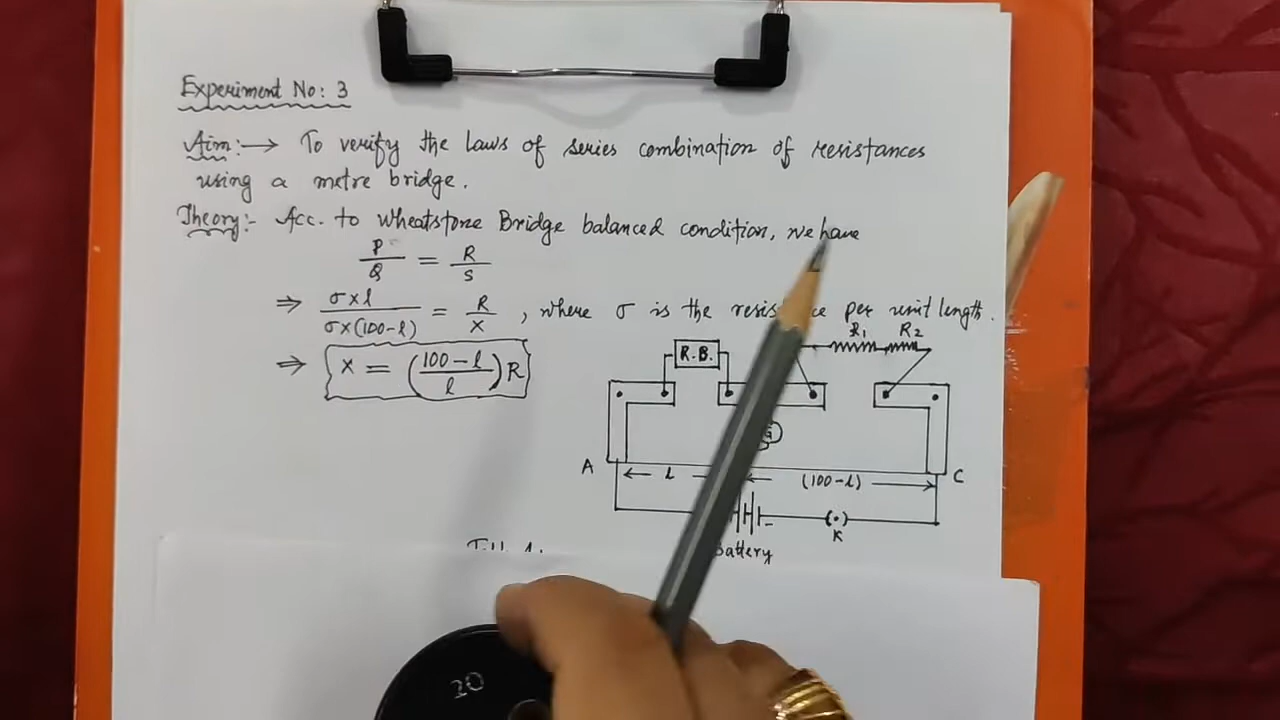 Experiment No: 3
Aim:→ To verify the laws of series combination of resistances
using a metre bridge.
Theory:- Acc. to Wheatstone Bridge balanced condition, we have
P/Q = R/S
⇒ σ×l / σ×(100-l) = R/X , where σ is the resistance per unit length.
⇒ X = ((100-l)/l) R
R.B.
R1 R2
G
A l (100-l) C
K
Battery
20